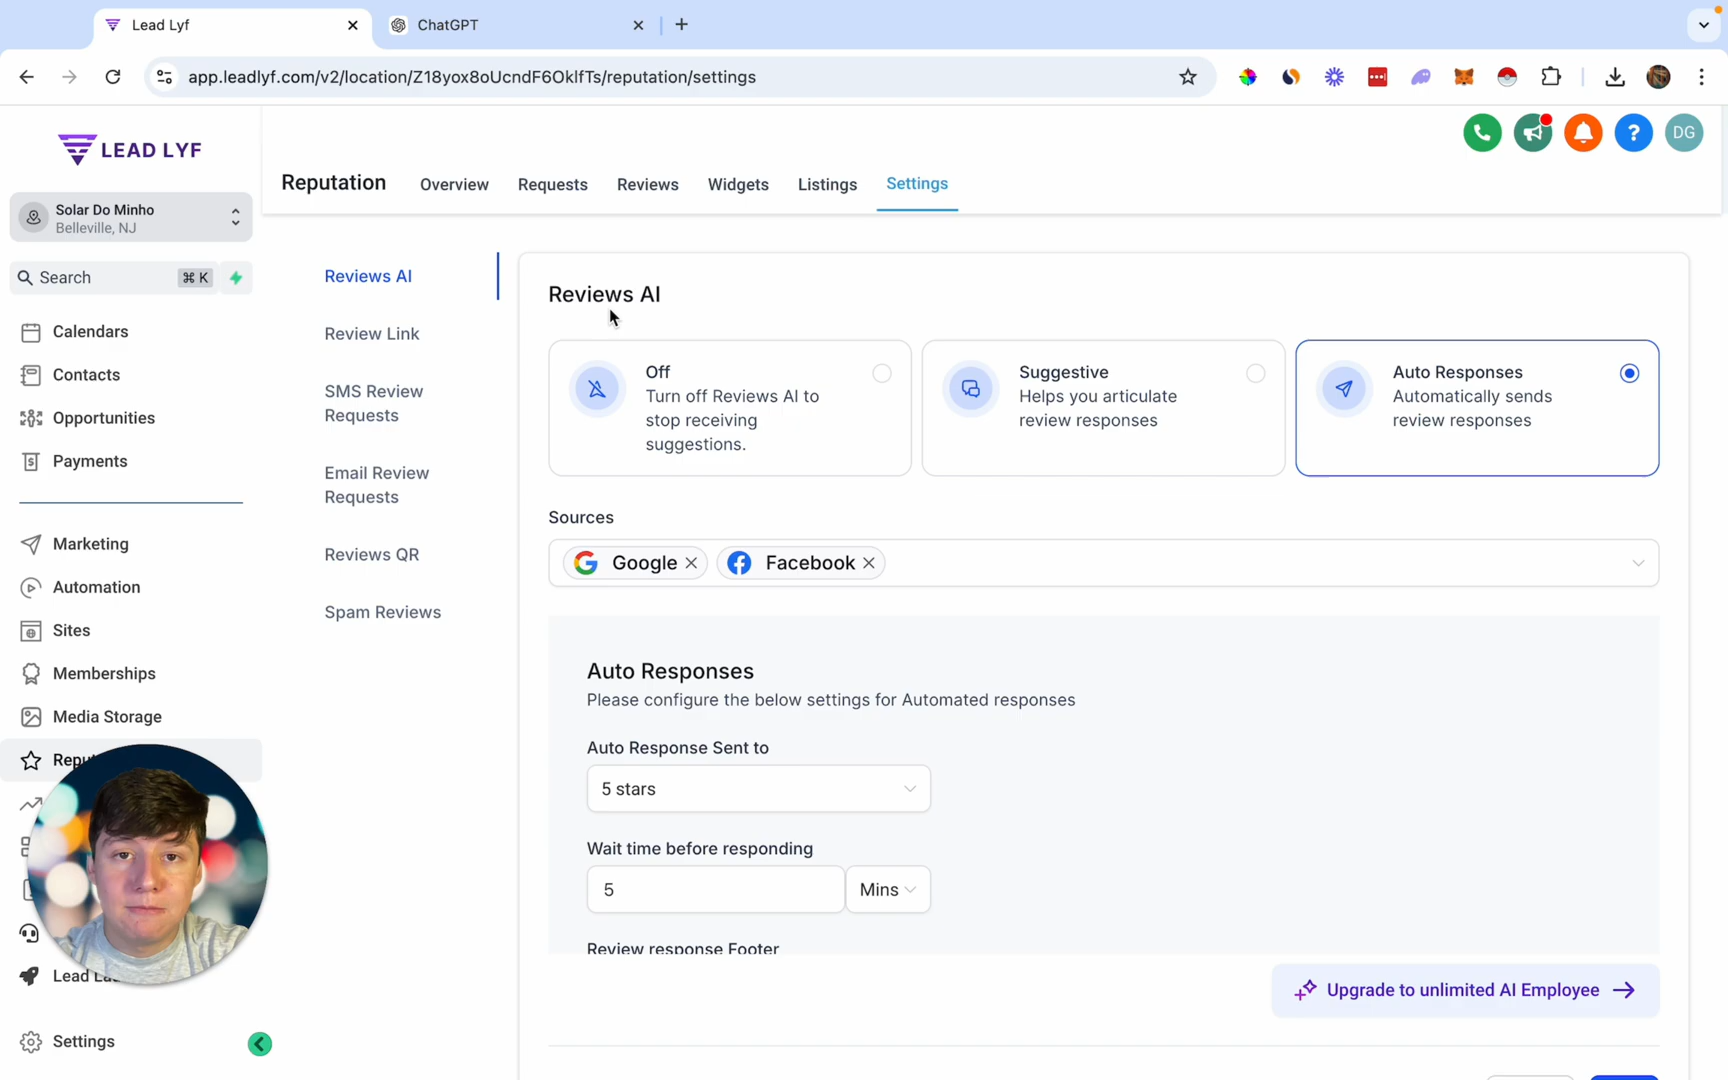 Lead Lyf
ChatGPT
app.leadlyf.com/v2/location/Z18yox8oUcndF6OklfTs/reputation/settings
LEAD LYF
DG
Reputation
Overview
Requests
Reviews
Widgets
Listings
Settings
Solar Do Minho
Belleville, NJ
Search
⌘ K
Calendars
Contacts
Opportunities
Payments
Marketing
Automation
Sites
Memberships
Media Storage
Settings
Reviews AI
Review Link
SMS Review
Requests
Email Review
Requests
Reviews QR
Spam Reviews
Reviews AI
Off
Turn off Reviews AI to
stop receiving
suggestions.
Suggestive
Helps you articulate
review responses
Auto Responses
Automatically sends
review responses
Sources
Google
Facebook
Auto Responses
Please configure the below settings for Automated responses
Auto Response Sent to
5 stars
Wait time before responding
5
Mins
Review response Footer
Upgrade to unlimited AI Employee
Lead